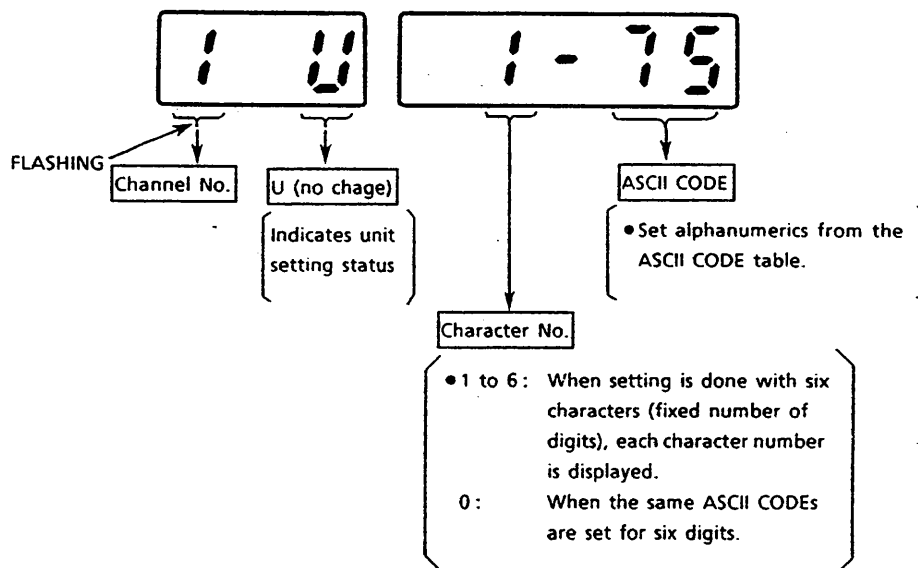 1 U 1 - 75
FLASHING
Channel No.
U (no chage)
Indicates unit
setting status
ASCII CODE
● Set alphanumerics from the
ASCII CODE table.
Character No.
● 1 to 6: When setting is done with six
characters (fixed number of
digits), each character number
is displayed.
0: When the same ASCII CODEs
are set for six digits.